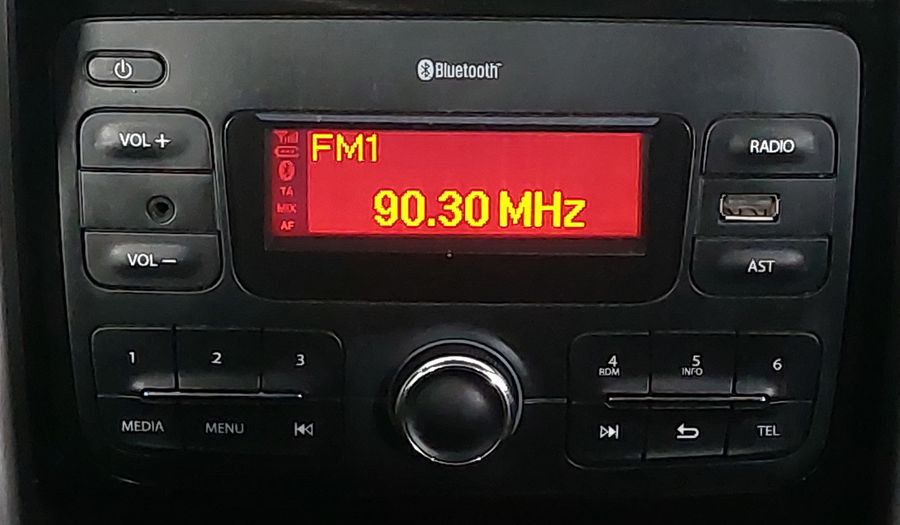 Bluetooth
VOL +
FM1
RADIO
TA
MIX
90.30 MHz
AF
VOL −
AST
1 2 3 4 5 6
RDM INFO
MEDIA MENU TEL